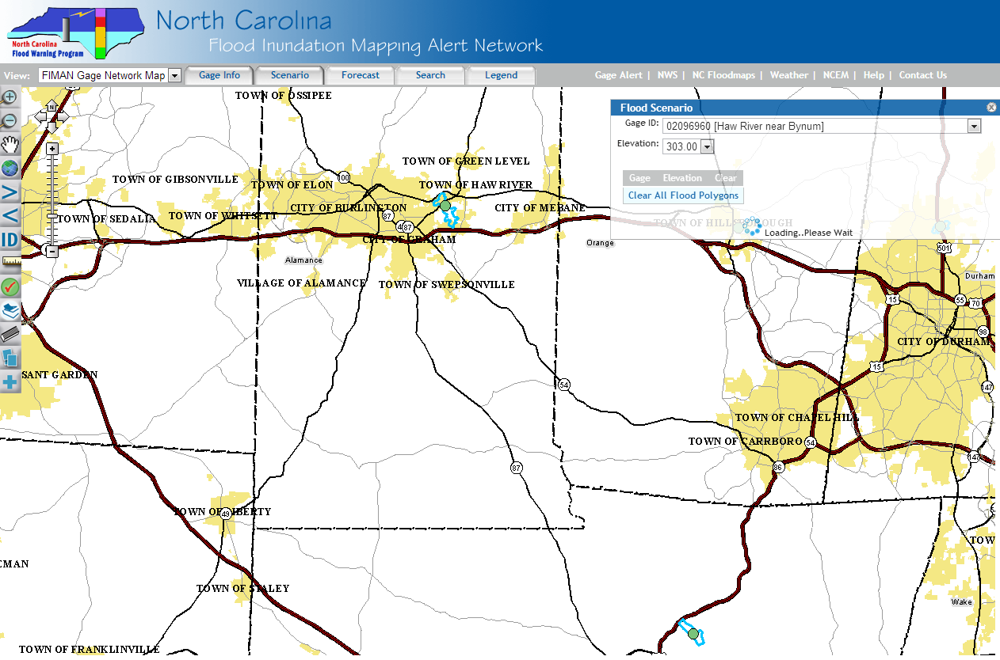 North Carolina
Flood Inundation Mapping Alert Network
North Carolina
Flood Warning Program
View: FIMAN Gage Network Map Gage Info Scenario Forecast Search Legend Gage Alert | NWS | NC Floodmaps | Weather | NCEM | Help | Contact Us
TOWN OF OSSIPEE
Flood Scenario
N
Gage ID: 02096960 [Haw River near Bynum]
Elevation: 303.00
TOWN OF GREEN LEVEL
Gage Elevation Clear
TOWN OF GIBSONVILLE
100
TOWN OF ELON
TOWN OF HAW RIVER
Clear All Flood Polygons
CITY OF BURLINGTON
CITY OF MEBANE
TOWN OF SEDALIA
TOWN OF WHITSETT
87
TOWN OF HILLSBOROUGH
87
Loading..Please Wait
ID
CITY OF GRAHAM
Orange
501
Alamance
Durham
VILLAGE OF ALAMANCE
TOWN OF SWEPSONVILLE
15
55
70
98
CITY OF DURHAM
15
SANT GARDEN
54
147
TOWN OF CHAPEL HILL
TOWN OF CARRBORO
54
147
87
86
TOWN OF LIBERTY
49
TOW
EMAN
TOWN OF STALEY
Wake
TOWN OF FRANKLINVILLE